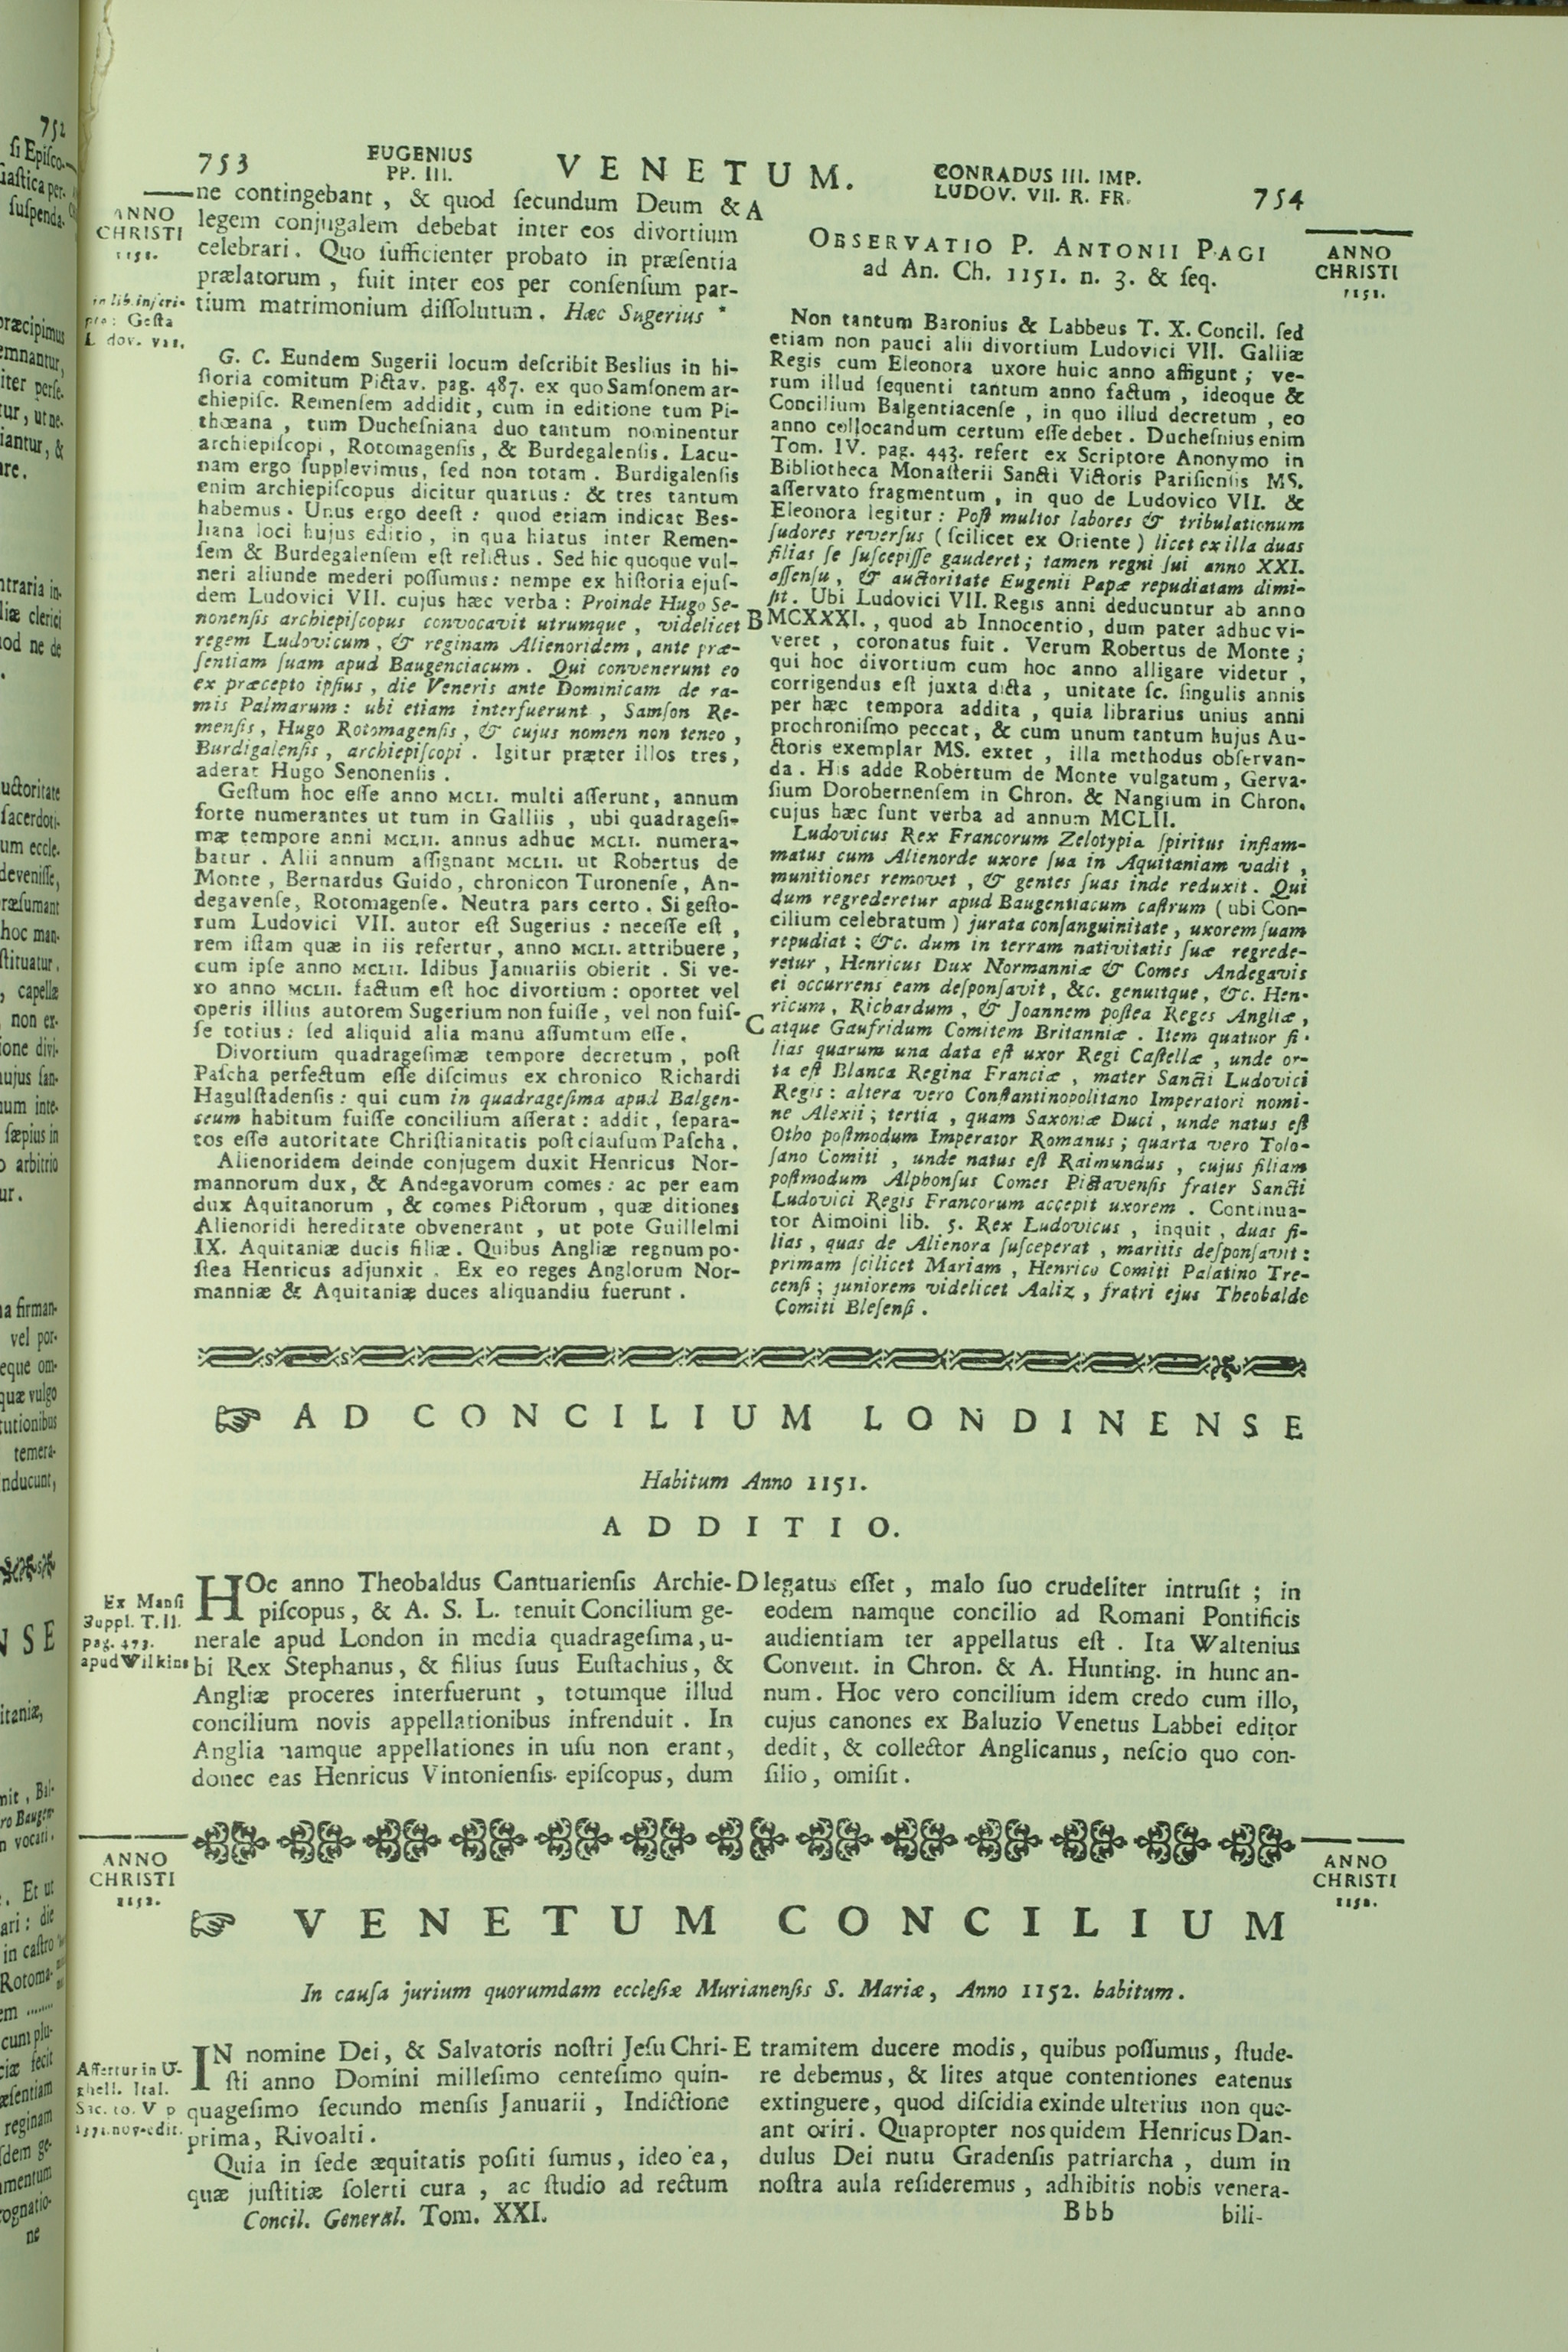 753
EUGENIUS
PP. III.
VENETUM.
CONRADUS III. IMP.
LUDOV. VII. R. FR.
754
ANNO
CHRISTI
1151.
ne contingebant , & quod ſecundum Deum &
legem conjugalem debebat inter eos divortium
celebrari. Quo ſufficienter probato in præſentia
prælatorum , fuit inter eos per conſenſum par-
tium matrimonium diſſolutum. Hæc Sugerius *
Geſta
G. C. Eundem Sugerii locum deſcribit Beslius in hi-
ſtoria comitum Pictav. pag. 487. ex quo Samſonem ar-
chiepiſc. Remenſem addidit, cum in editione tum Pi-
thœana , tum Ducheſniana duo tantum nominentur
archiepiſcopi, Rotomagenſis, & Burdegalenſis. Lacu-
nam ergo ſupplevimus, ſed non totam . Burdigalenſis
enim archiepiſcopus dicitur quartus: & tres tantum
habemus. Unus ergo deeſt : quod etiam indicat Bes-
liana loci hujus editio , in qua hiatus inter Remen-
ſem & Burdegalenſem eſt relictus. Sed hic quoque vul-
neri aliunde mederi poſſumus: nempe ex hiſtoria ejuſ-
dem Ludovici VII. cujus hæc verba : Proinde Hugo Se-
nonenſis archiepiſcopus convocavit utrumque , videlicet
regem Ludovicum , & reginam Alienoridem , ante præ-
ſentiam ſuam apud Baugenciacum . Qui convenerunt eo
ex præcepto ipſius , die Veneris ante Dominicam de ra-
mis Palmarum : ubi etiam interfuerunt , Samſon Re-
menſis, Hugo Rotomagenſis , & cujus nomen non teneo ,
Burdigalenſis , archiepiſcopi . Igitur præter illos tres,
aderat Hugo Senonenſis .
Geſtum hoc eſſe anno MCLI. multi aſſerunt, annum
forte numerantes ut tum in Galliis , ubi quadrageſi-
mæ tempore anni MCLII. annus adhuc MCLI. numera-
batur . Alii annum aſſignant MCLII. ut Robertus de
Monte , Bernardus Guido, chronicon Turonenſe, An-
degavenſe, Rotomagenſe. Neutra pars certo. Si geſto-
rum Ludovici VII. autor eſt Sugerius : neceſſe eſt ,
rem iſtam quæ in iis refertur, anno MCLI. attribuere ,
cum ipſe anno MCLII. Idibus Januariis obierit . Si ve-
ro anno MCLII. factum eſt hoc divortium : oportet vel
operis illius autorem Sugerium non fuiſſe, vel non fuiſ-
ſe totius : ſed aliquid alia manu aſſumtum eſſe .
Divortium quadrageſimæ tempore decretum , poſt
Paſcha perfectum eſſe diſcimus ex chronico Richardi
Hagulſtadenſis : qui cum in quadrageſima apud Balgen-
seum habitum fuiſſe concilium aſſerat : addit , ſepara-
tos eſſe autoritate Chriſtianitatis poſt clauſum Paſcha .
Alienoridem deinde conjugem duxit Henricus Nor-
mannorum dux, & Andegavorum comes : ac per eam
dux Aquitanorum , & comes Pictorum , quæ ditiones
Alienoridi hereditate obvenerant , ut pote Guillelmi
IX. Aquitaniæ ducis filiæ. Quibus Angliæ regnum po-
ſtea Henricus adjunxit . Ex eo reges Anglorum Nor-
manniæ & Aquitaniæ duces aliquandiu fuerunt .
A
B
C
OBSERVATIO P. ANTONII PAGI
ad An. Ch. 1151. n. 3. & ſeq.
ANNO
CHRISTI
1151.
Non tantum Baronius & Labbeus T. X. Concil. ſed
etiam non pauci alii divortium Ludovici VII. Galliæ
Regis cum Eleonora uxore huic anno affigunt ; ve-
rum illud ſequenti tantum anno factum , ideoque &
Concilium Balgentiacenſe , in quo illud decretum , eo
anno collocandum certum eſſe debet . Ducheſnius enim
Tom. IV. pag. 443. refert ex Scriptore Anonymo in
Bibliotheca Monaſterii Sancti Victoris Pariſienſis MS.
aſſervato fragmentum , in quo de Ludovico VII. &
Eleonora legitur : Poſt multos labores & tribulationum
ſudores reverſus ( ſcilicet ex Oriente ) licet ex illa duas
filias ſe ſuſcepiſſe gauderet ; tamen regni ſui anno XXI.
aſſenſu , & auctoritate Eugenii Papæ repudiatam dimi-
ſit. Ubi Ludovici VII. Regis anni deducuntur ab anno
MCXXXI. , quod ab Innocentio, dum pater adhuc vi-
veret , coronatus fuit . Verum Robertus de Monte ;
qui hoc divortium cum hoc anno alligare videtur ,
corrigendus eſt juxta dicta , unitate ſc. ſingulis annis
per hæc tempora addita , quia librarius unius anni
prochroniſmo peccat , & cum unum tantum hujus Au-
ctoris exemplar MS. extet , illa methodus obſervan-
da . His adde Robertum de Monte vulgatum , Gerva-
ſium Dorobernenſem in Chron. & Nangium in Chron.
cujus hæc ſunt verba ad annum MCLII.
Ludovicus Rex Francorum Zelotypia ſpiritus inflam-
matus cum Alienorde uxore ſua in Aquitaniam vadit ,
munitiones removet , & gentes ſuas inde reduxit . Qui
dum regrederetur apud Baugentiacum caſtrum ( ubi Con-
cilium celebratum ) jurata conſanguinitate , uxorem ſuam
repudiat ; &c. dum in terram nativitatis ſuæ regrede-
retur , Henricus Dux Normanniæ & Comes Andegavis
ei occurrens eam deſponſavit , &c. genuitque , &c. Hen-
ricum , Richardum , & Joannem poſtea Reges Angliæ ,
atque Gaufridum Comitem Britanniæ . Item quatuor fi-
lias quarum una data eſt uxor Regi Caſtellæ , unde or-
ta eſt Blanca Regina Franciæ , mater Sancti Ludovici
Regis : altera vero Conſtantinopolitano Imperatori nomi-
ne Alexii ; tertia , quam Saxoniæ Duci , unde natus eſt
Otho poſtmodum Imperator Romanus ; quarta vero Tolo-
ſano Comiti , unde natus eſt Raimundus , cujus filiam
poſtmodum Alphonſus Comes Pictavenſis frater Sancti
Ludovici Regis Francorum accepit uxorem . Continua-
tor Aimoini lib. 5. Rex Ludovicus , inquit , duas fi-
lias , quas de Alienora ſuſceperat , maritis deſponſavit :
primam ſcilicet Mariam , Henrico Comiti Palatino Tre-
cenſi ; juniorem videlicet Aaliz , fratri ejus Theobaldo
Comiti Bleſenſi .
☞ AD CONCILIUM LONDINENSE
Habitum Anno 1151.
ADDITIO.
Ex Manſi
Suppl. T. II.
pag. 473.
apud Wilkins
HOc anno Theobaldus Cantuarienſis Archie-
piſcopus, & A. S. L. tenuit Concilium ge-
nerale apud London in media quadrageſima, u-
bi Rex Stephanus, & filius ſuus Euſtachius, &
Angliæ proceres interfuerunt , totumque illud
concilium novis appellationibus infrenduit . In
Anglia namque appellationes in uſu non erant,
donec eas Henricus Vintonienſis epiſcopus, dum
D
legatus eſſet , malo ſuo crudeliter intruſit ; in
eodem namque concilio ad Romani Pontificis
audientiam ter appellatus eſt . Ita Waltenius
Convent. in Chron. & A. Hunting. in hunc an-
num. Hoc vero concilium idem credo cum illo,
cujus canones ex Baluzio Venetus Labbei editor
dedit, & collector Anglicanus, neſcio quo con-
ſilio, omiſit.
ANNO
CHRISTI
1152.
ANNO
CHRISTI
1152.
☞ VENETUM CONCILIUM
In cauſa jurium quorumdam eccleſiæ Murianenſis S. Mariæ, Anno 1152. habitum.
Affertur in U-
ghell. Ital.
Sac. to. V p
nov. edit.
IN nomine Dei, & Salvatoris noſtri Jeſu Chri-
ſti anno Domini milleſimo centeſimo quin-
quageſimo ſecundo menſis Januarii , Indictione
prima, Rivoalti .
Quia in ſede æquitatis poſiti ſumus, ideo ea,
quæ juſtitiæ ſolerti cura , ac ſtudio ad rectum
E
tramitem ducere modis, quibus poſſumus, ſtude-
re debemus, & lites atque contentiones eatenus
extinguere, quod diſcidia exinde ulterius non que-
ant oriri. Quapropter nos quidem Henricus Dan-
dulus Dei nutu Gradenſis patriarcha , dum in
noſtra aula reſideremus , adhibitis nobis venera-
Concil. General. Tom. XXI.
Bbb
bili-